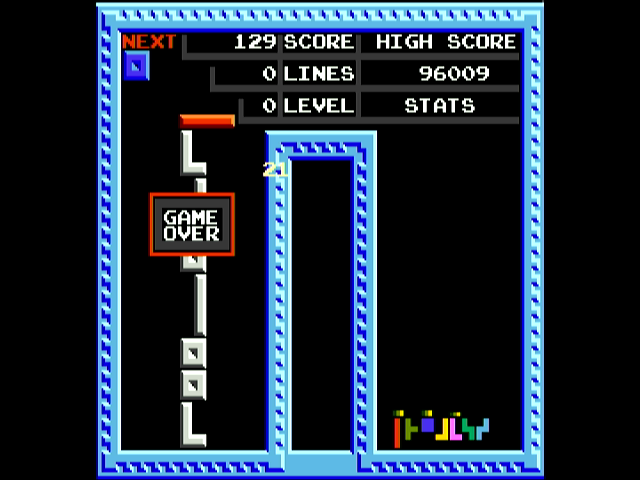 NEXT 129 SCORE HIGH SCORE
0 LINES 96009
0 LEVEL STATS
21
GAME
OVER